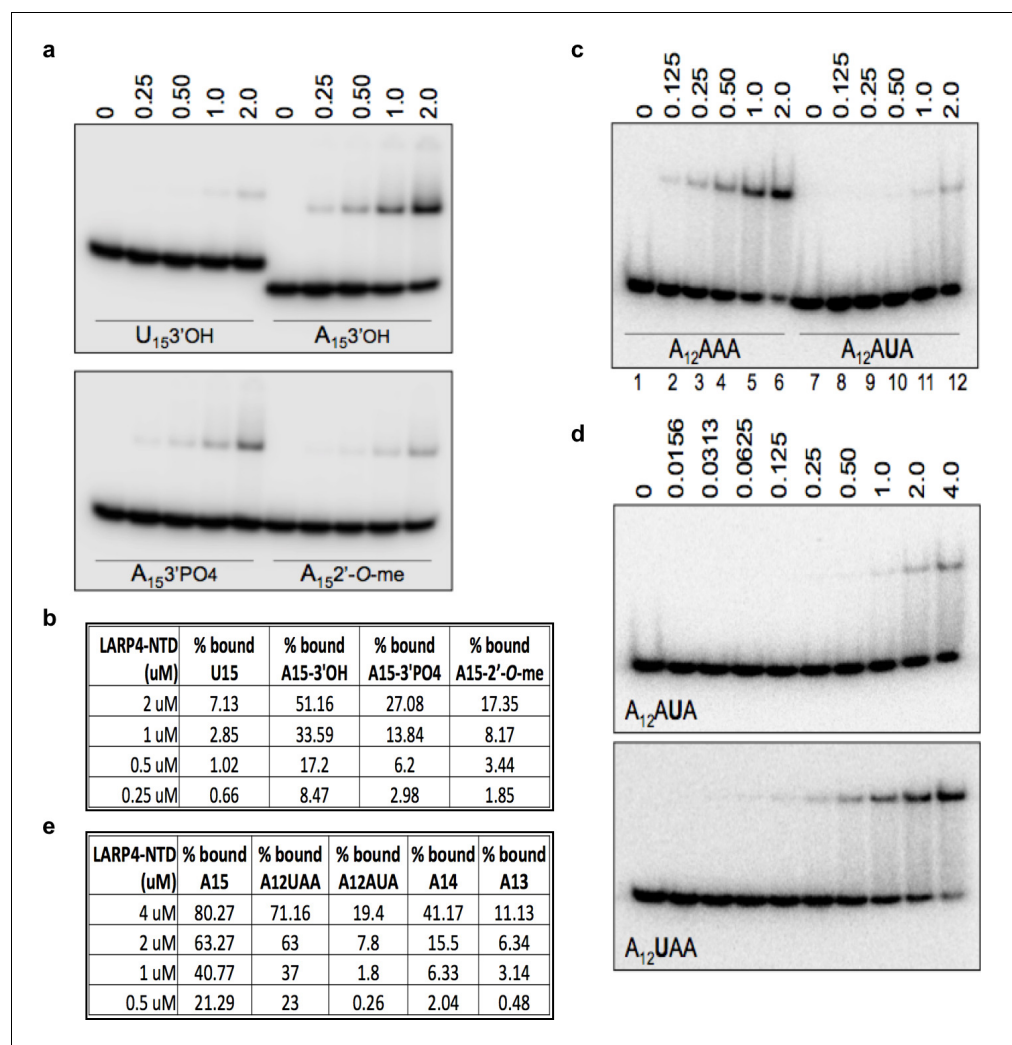 a
0 0.25 0.50 1.0 2.0 0 0.25 0.50 1.0 2.0
U153'OH A153'OH
A153'PO4 A152'-O-me
b
LARP4-NTD (uM) % bound U15 % bound A15-3'OH % bound A15-3'PO4 % bound A15-2'-O-me
2 uM 7.13 51.16 27.08 17.35
1 uM 2.85 33.59 13.84 8.17
0.5 uM 1.02 17.2 6.2 3.44
0.25 uM 0.66 8.47 2.98 1.85
e
LARP4-NTD (uM) % bound A15 % bound A12UAA % bound A12AUA % bound A14 % bound A13
4 uM 80.27 71.16 19.4 41.17 11.13
2 uM 63.27 63 7.8 15.5 6.34
1 uM 40.77 37 1.8 6.33 3.14
0.5 uM 21.29 23 0.26 2.04 0.48
c
0 0.125 0.25 0.50 1.0 2.0 0 0.125 0.25 0.50 1.0 2.0
A12AAA A12AUA
1 2 3 4 5 6 7 8 9 10 11 12
d
0 0.0156 0.0313 0.0625 0.125 0.25 0.50 1.0 2.0 4.0
A12AUA
A12UAA